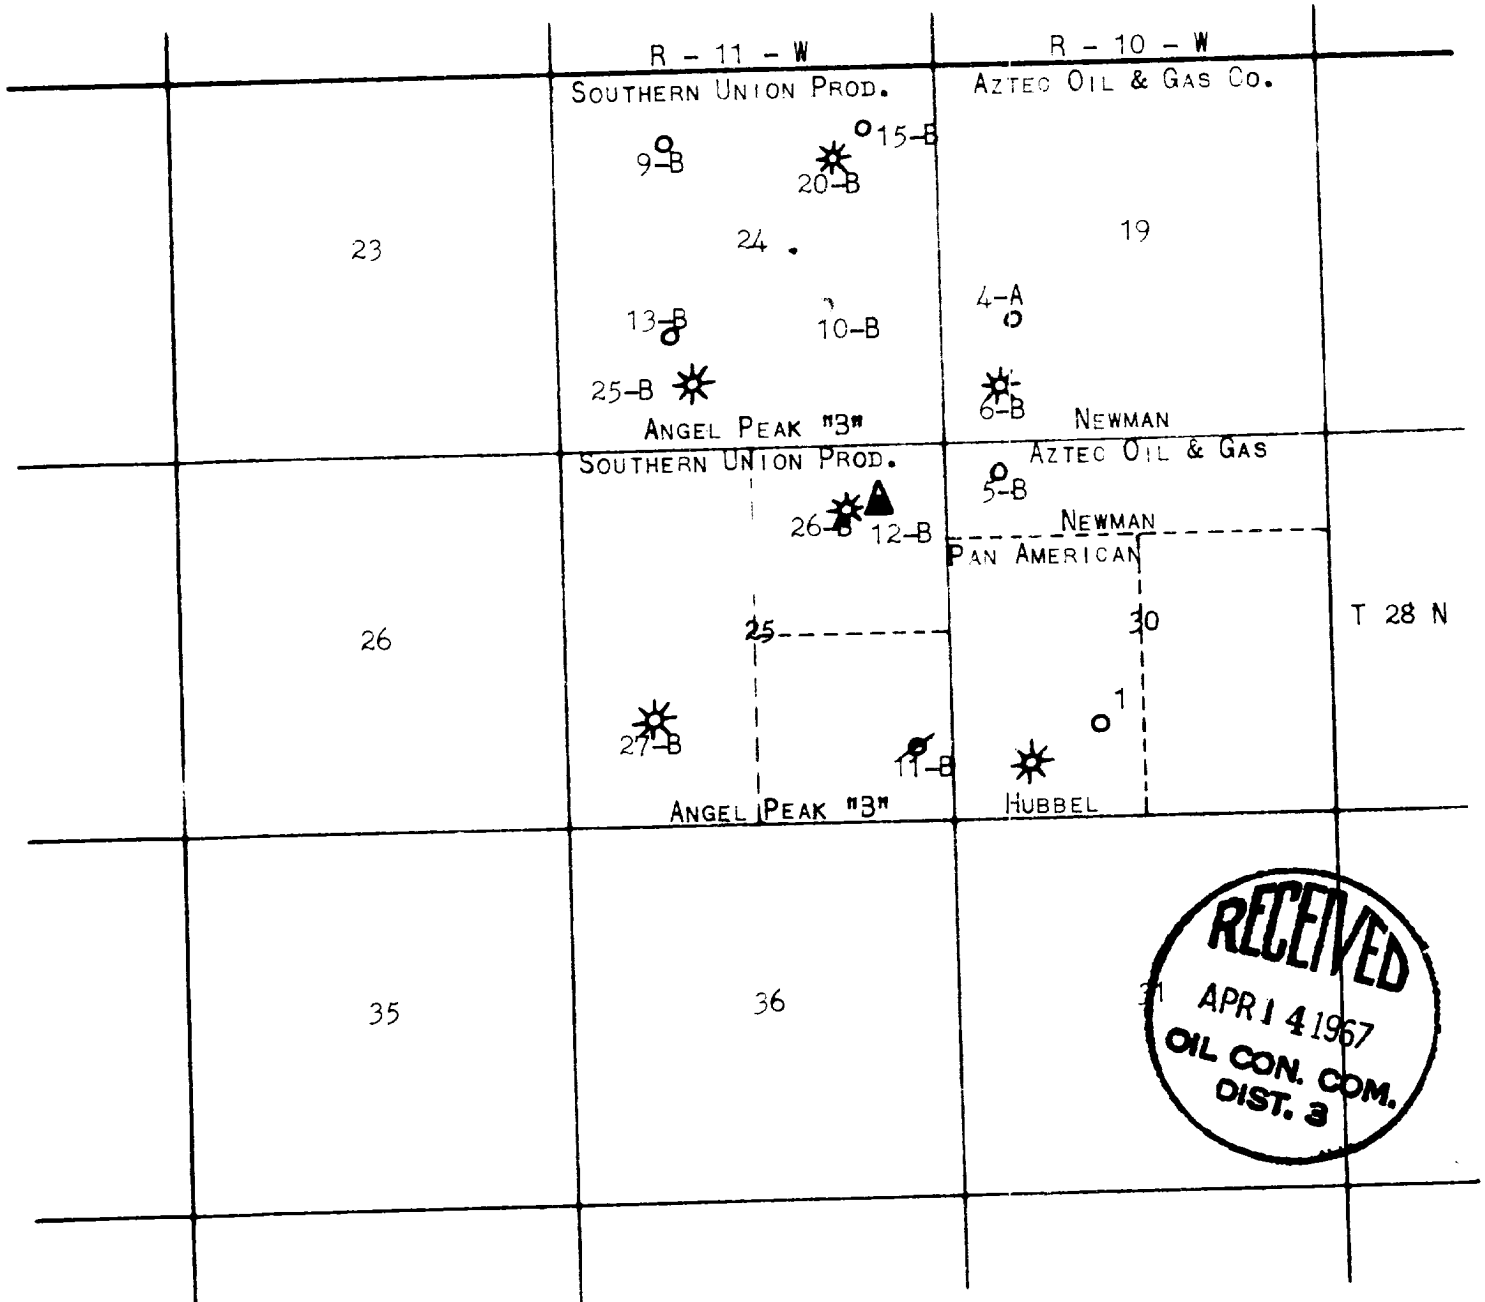 R - 11 - W
R - 10 - W
SOUTHERN UNION PROD.
AZTEC OIL & GAS CO.
15-B
9-B
20-B
23
24
19
4-A
13-B
10-B
25-B
6-B
ANGEL PEAK "B"
NEWMAN
SOUTHERN UNION PROD.
AZTEC OIL & GAS
5-B
26-B
12-B
NEWMAN
PAN AMERICAN
26
25
30
T 28 N
1
27-B
11-B
ANGEL PEAK "B"
HUBBEL
35
36
31
RECEIVED
APR 14 1967
OIL CON. COM.
DIST. 3